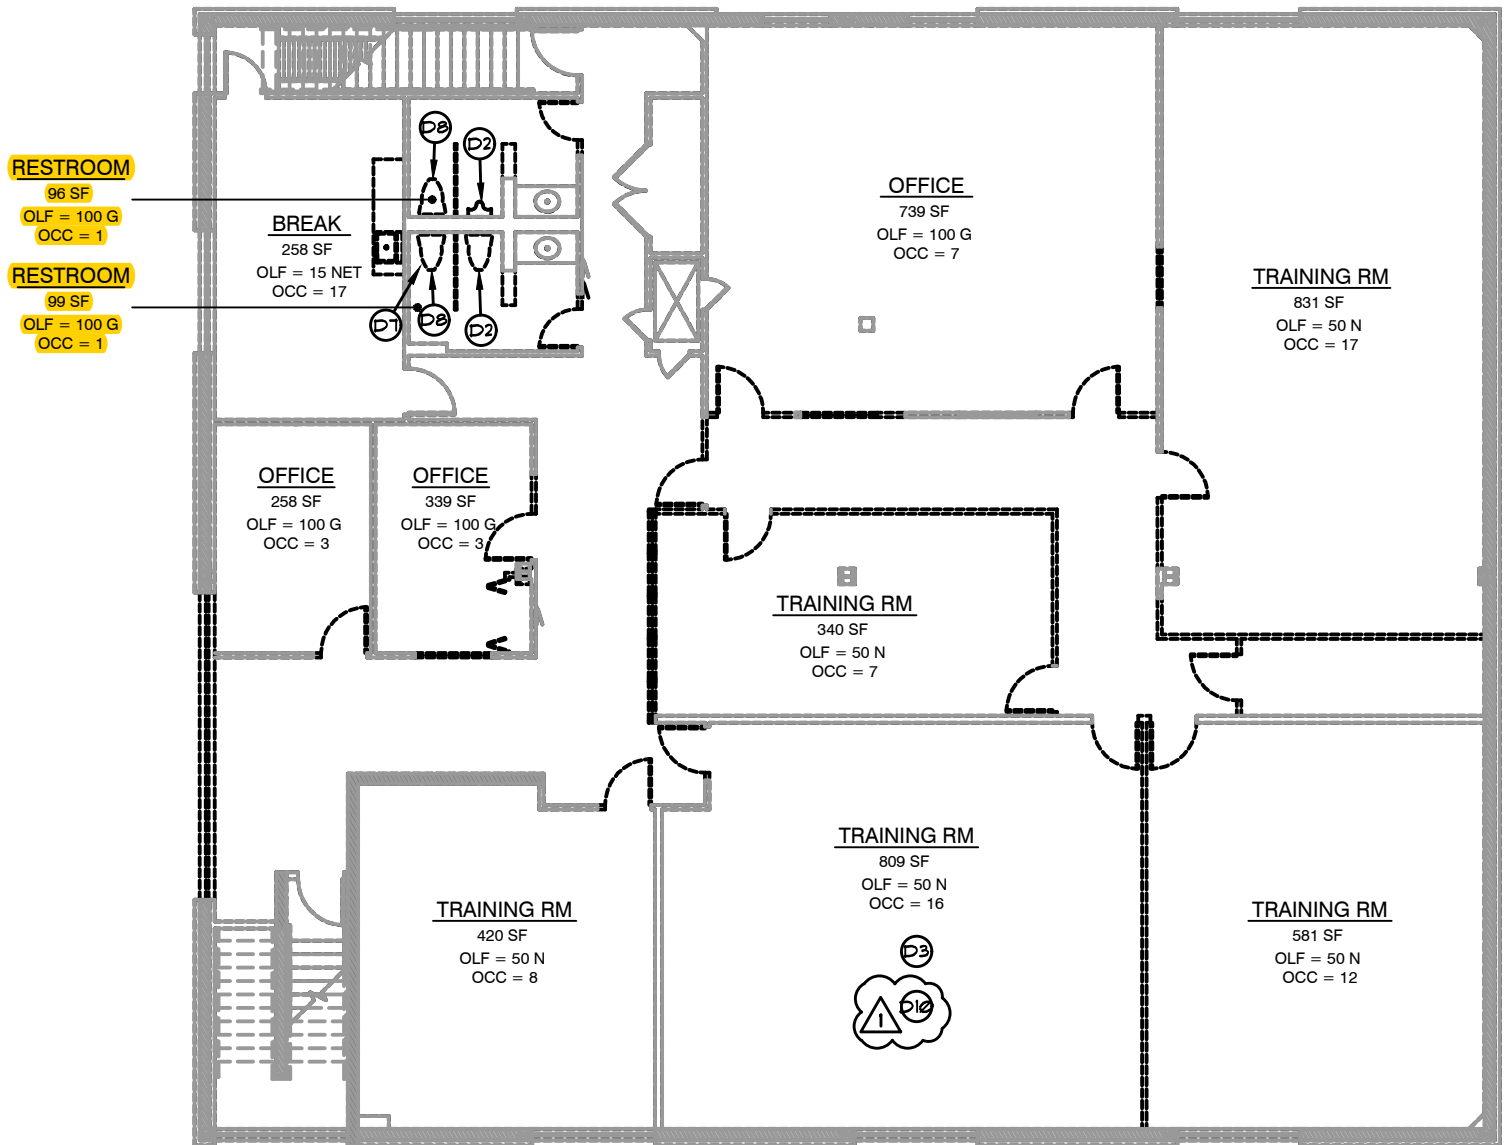 D8
D2
RESTROOM
96 SF
OLF = 100 G
OCC = 1
BREAK
258 SF
OLF = 15 NET
OCC = 17
RESTROOM
99 SF
OLF = 100 G
OCC = 1
D7
D8
D2
OFFICE
739 SF
OLF = 100 G
OCC = 7
TRAINING RM
831 SF
OLF = 50 N
OCC = 17
OFFICE
258 SF
OLF = 100 G
OCC = 3
OFFICE
339 SF
OLF = 100 G
OCC = 3
TRAINING RM
340 SF
OLF = 50 N
OCC = 7
TRAINING RM
809 SF
OLF = 50 N
OCC = 16
D3
1
D10
TRAINING RM
420 SF
OLF = 50 N
OCC = 8
TRAINING RM
581 SF
OLF = 50 N
OCC = 12